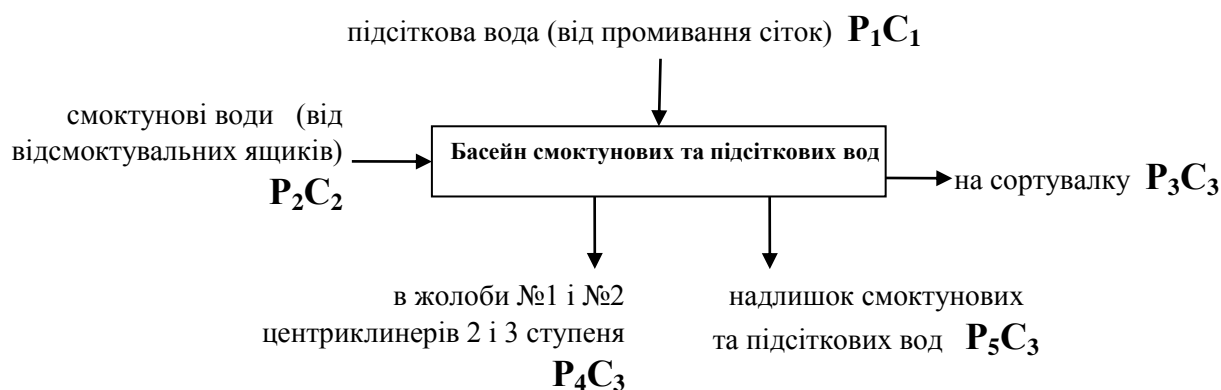 підсіткова вода (від промивання сіток) P₁C₁
смоктунові води (від
відсмоктувальних ящиків)
P₂C₂
Басейн смоктунових та підсіткових вод
на сортувалку P₃C₃
в жолоби №1 і №2
центриклинерів 2 і 3 ступеня
P₄C₃
надлишок смоктунових
та підсіткових вод P₅C₃